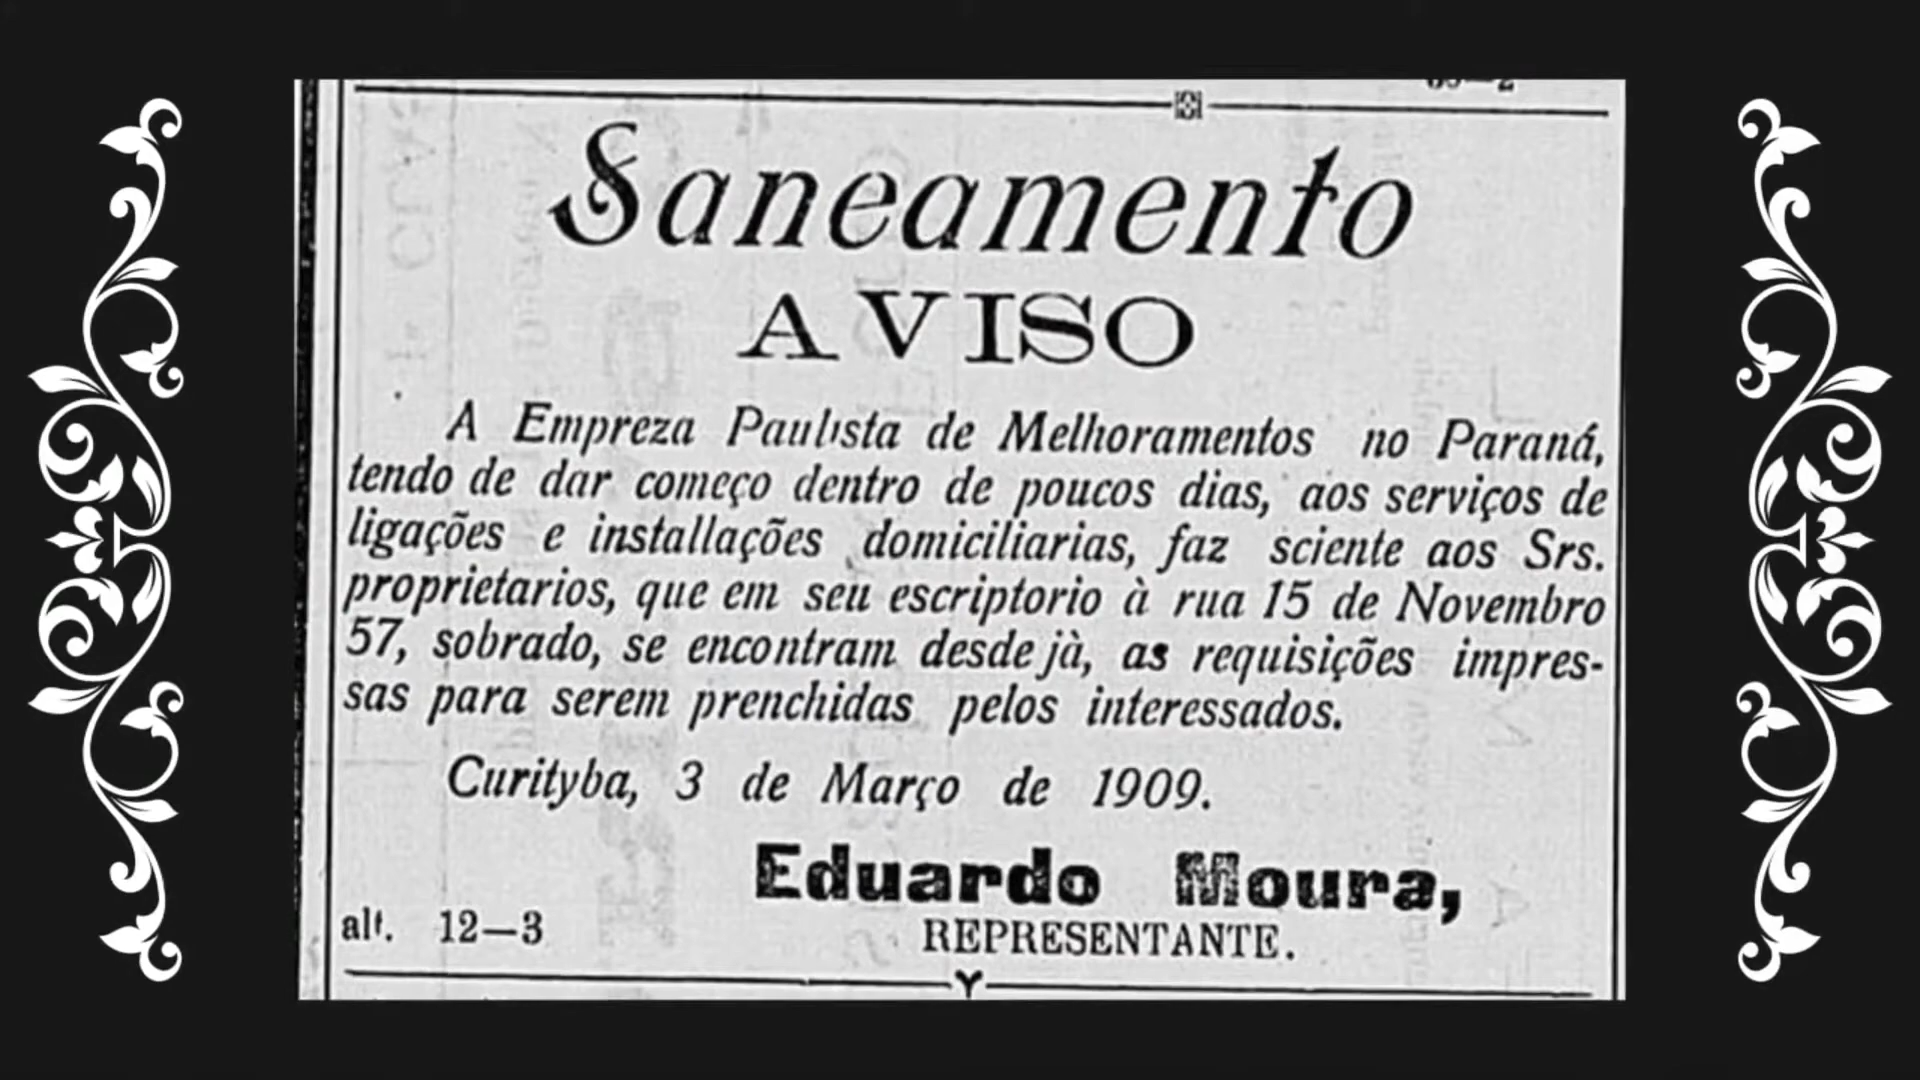 Saneamento
AVISO
A Empreza Paulista de Melhoramentos no Paraná,
tendo de dar começo dentro de poucos dias, aos serviços de
ligações e installações domiciliarias, faz sciente aos Srs.
proprietarios, que em seu escriptorio à rua 15 de Novembro
57, sobrado, se encontram desde jà, as requisições impres-
sas para serem prenchidas pelos interessados.
Curityba, 3 de Março de 1909.
Eduardo Moura,
alt. 12—3 REPRESENTANTE.